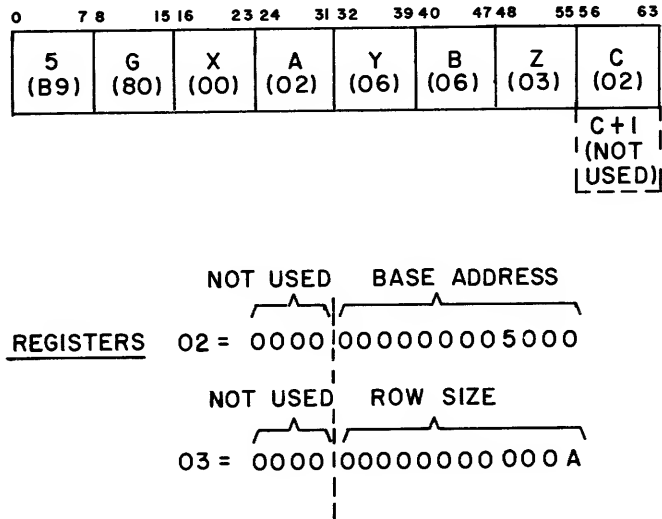 0 7 8 15 16 23 24 31 32 39 40 47 48 55 56 63
5 G X A Y B Z C
(B9) (80) (00) (02) (06) (06) (03) (02)
C+1
(NOT
USED)
NOT USED BASE ADDRESS
REGISTERS 02 = 0000 000000005000
NOT USED ROW SIZE
03 = 0000 00000000000A